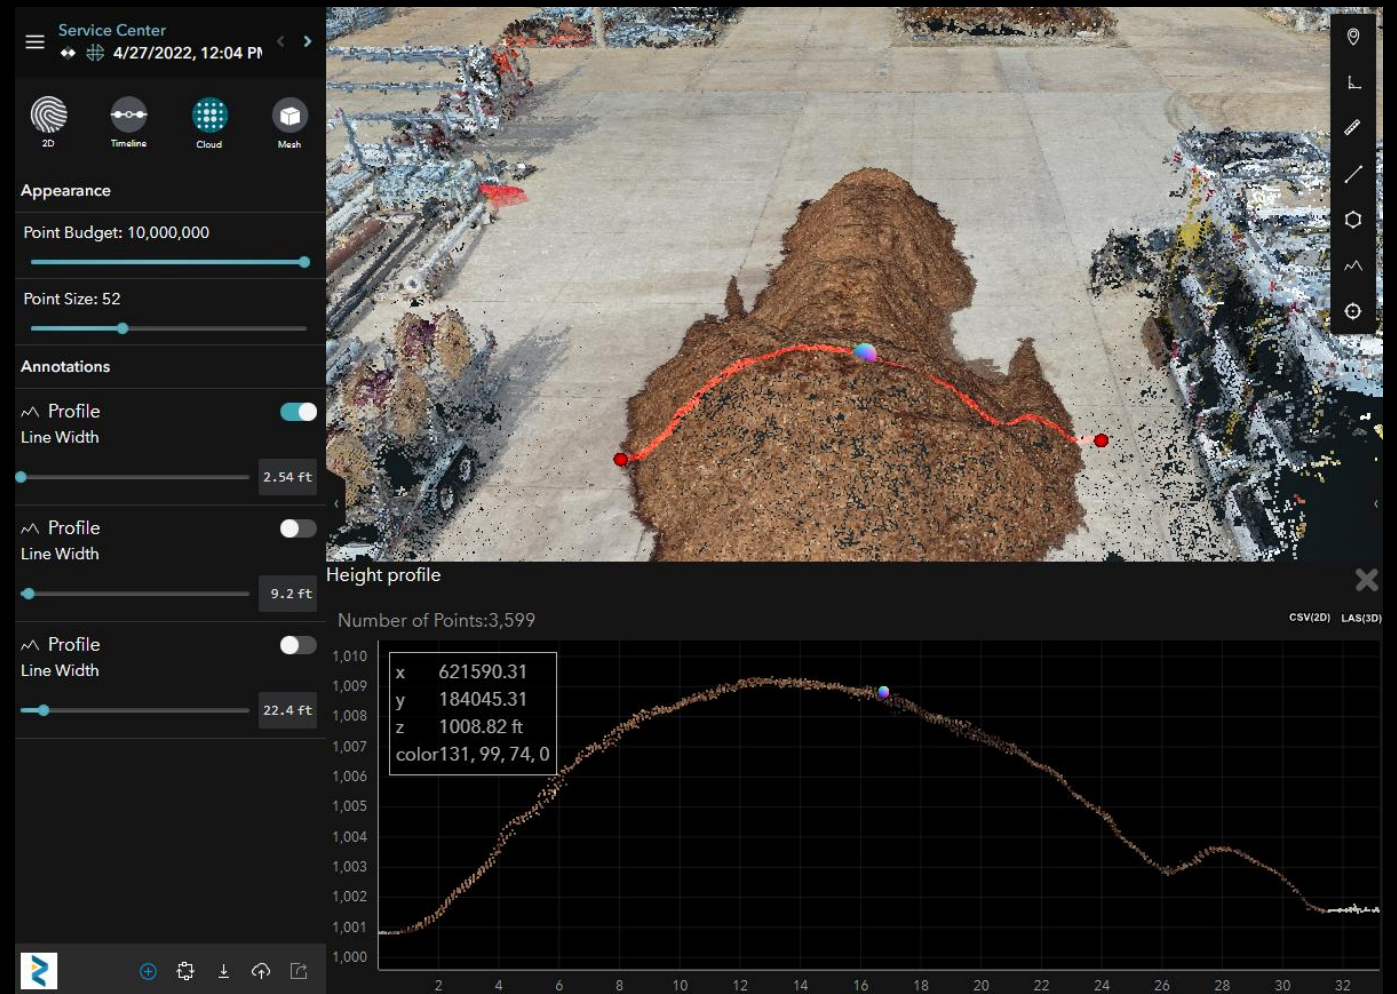 Service Center
4/27/2022, 12:04 PM
2D
Timeline
Cloud
Mesh
Appearance
Point Budget: 10,000,000
Point Size: 52
Annotations
Profile
Line Width
2.54 ft
Profile
Line Width
9.2 ft
Profile
Line Width
22.4 ft
Height profile
Number of Points:3,599
CSV(2D) LAS(3D)
1,010
1,009
1,008
1,007
1,006
1,005
1,004
1,003
1,002
1,001
1,000
x 621590.31
y 184045.31
z 1008.82 ft
color131, 99, 74, 0
2 4 6 8 10 12 14 16 18 20 22 24 26 28 30 32